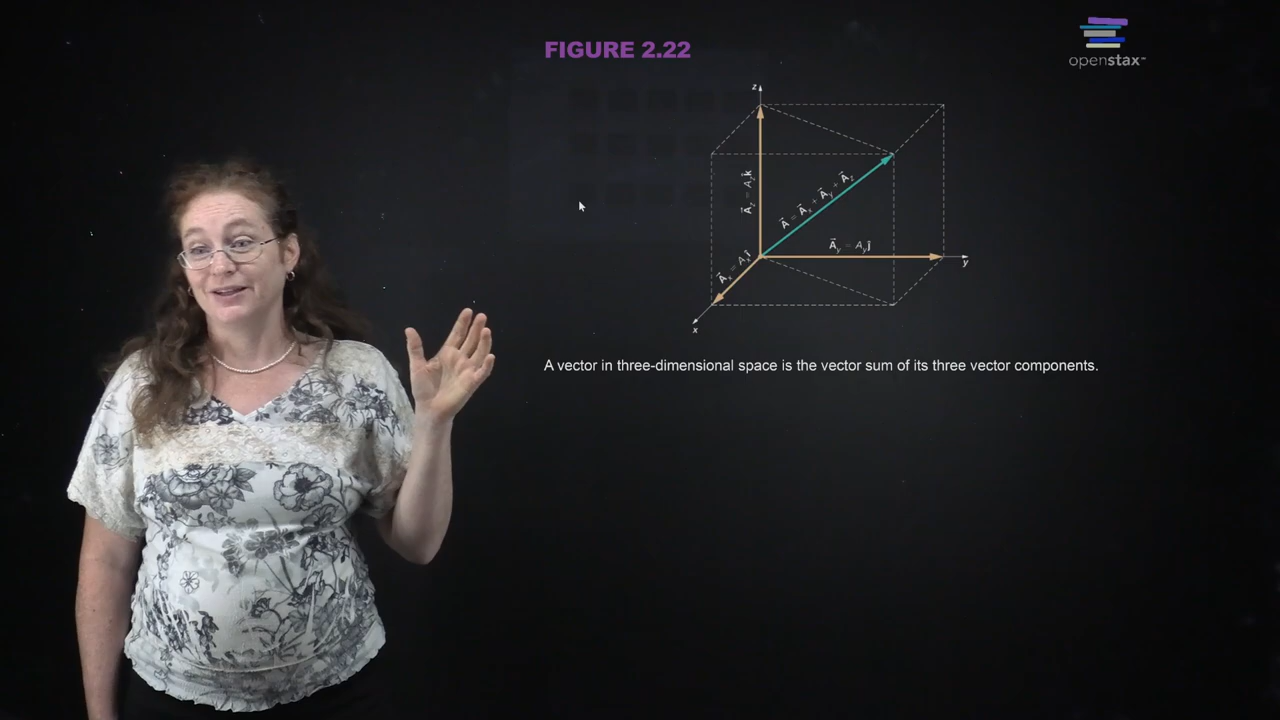 FIGURE 2.22
openstax™
z
A⃗z = Azk̂
A⃗ = A⃗x + A⃗y + A⃗z
A⃗y = Ayĵ
A⃗x = Axî
y
x
A vector in three-dimensional space is the vector sum of its three vector components.